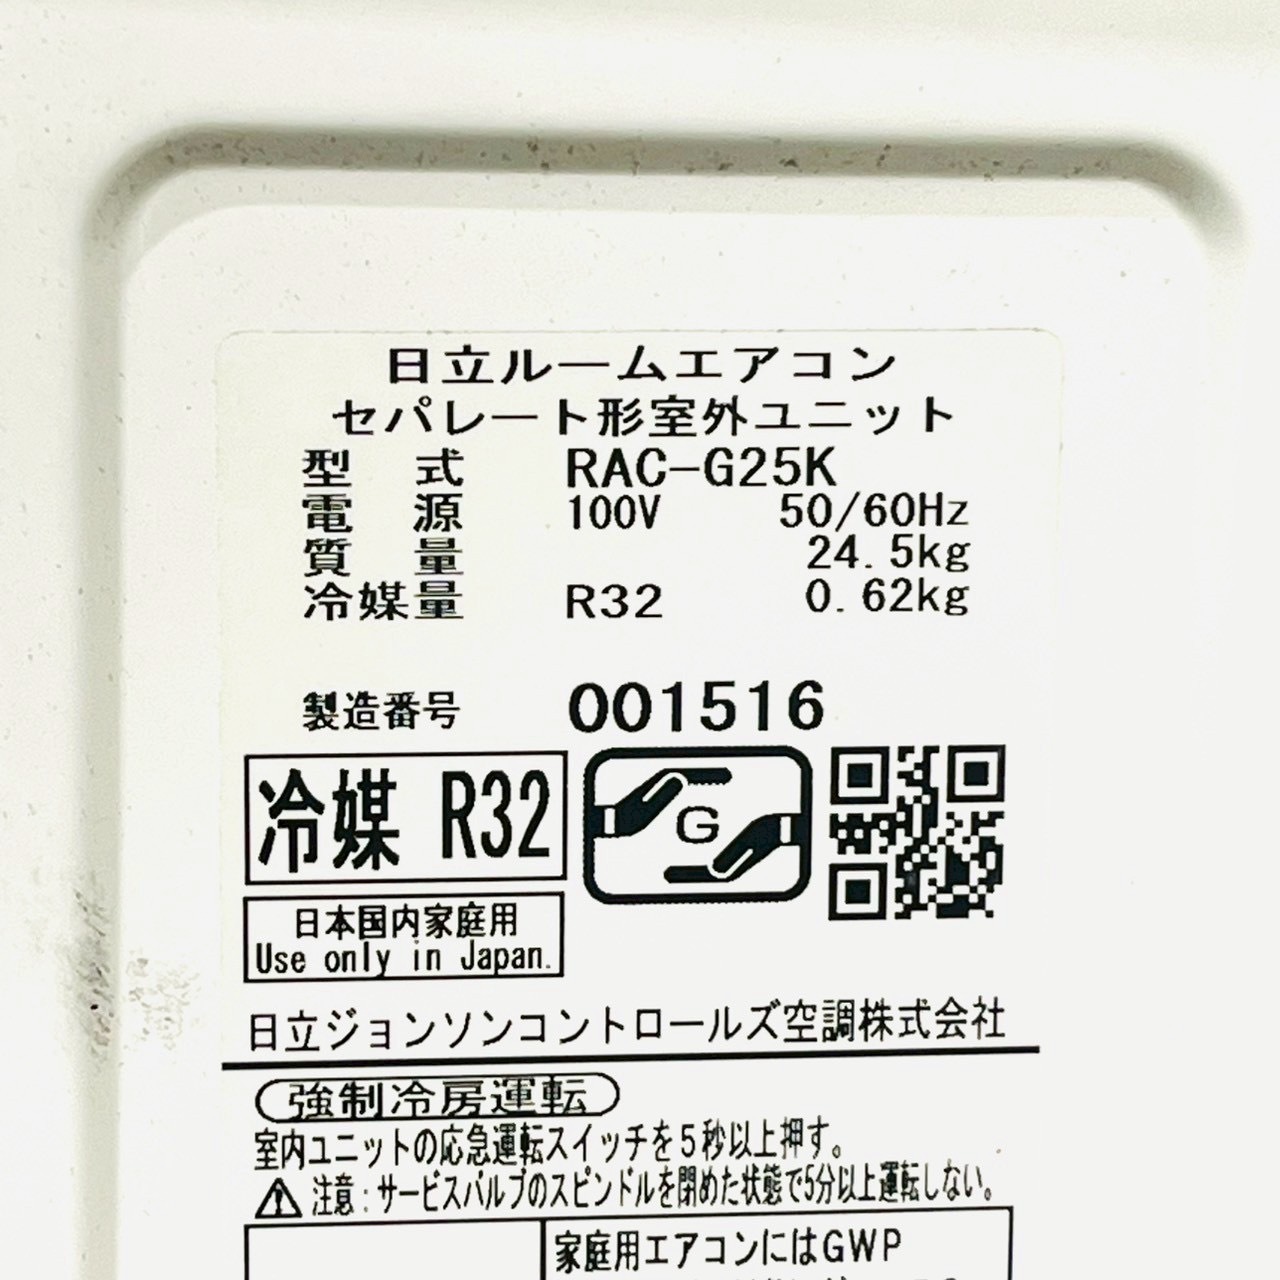 日立ルームエアコン
セパレート形室外ユニット
型 式 RAC-G25K
電 源 100V 50/60Hz
質 量 24.5kg
冷媒量 R32 0.62kg
製造番号 001516
冷媒 R32
G
日本国内家庭用
Use only in Japan.
日立ジョンソンコントロールズ空調株式会社
強制冷房運転
室内ユニットの応急運転スイッチを5秒以上押す。
注意:サービスバルブのスピンドルを閉めた状態で5分以上運転しない。
家庭用エアコンにはGWP